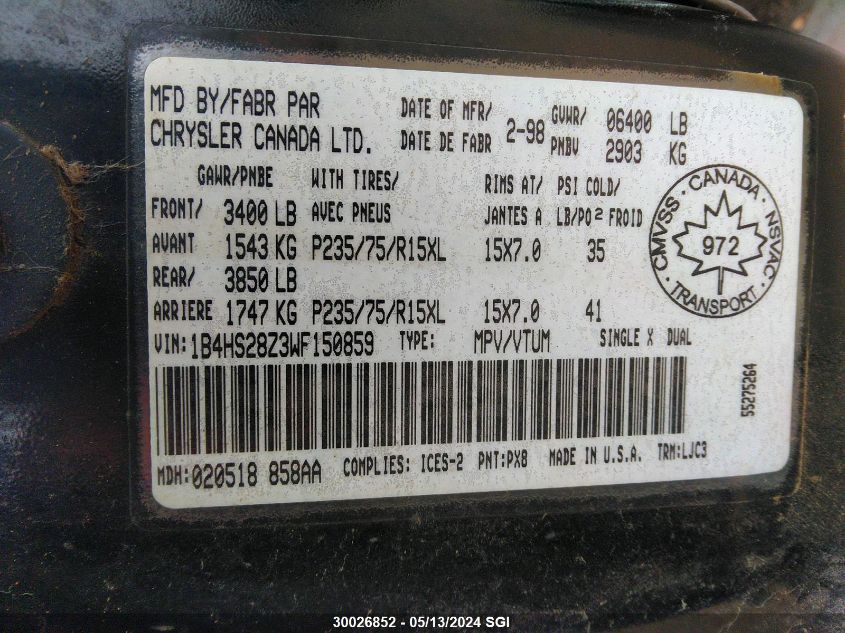 MFD BY/FABR PAR
CHRYSLER CANADA LTD.
DATE OF MFR/
DATE DE FABR 2-98
GVWR/ 06400 LB
PNBV 2903 KG
GAWR/PNBE WITH TIRES/ RIMS AT/ PSI COLD/
FRONT/ 3400 LB AVEC PNEUS JANTES A LB/PO2 FROID
AVANT 1543 KG P235/75/R15XL 15X7.0 35
REAR/ 3850 LB
ARRIERE 1747 KG P235/75/R15XL 15X7.0 41
VIN:1B4HS28Z3WF150859 TYPE: MPV/VTUM SINGLE X DUAL
CMVSS · CANADA · NSVAC · TRANSPORT ·
972
55275264
MDH:020518 858AA COMPLIES: ICES-2 PNT:PX8 MADE IN U.S.A. TRM:LJC3
30026852 - 05/13/2024 SGI